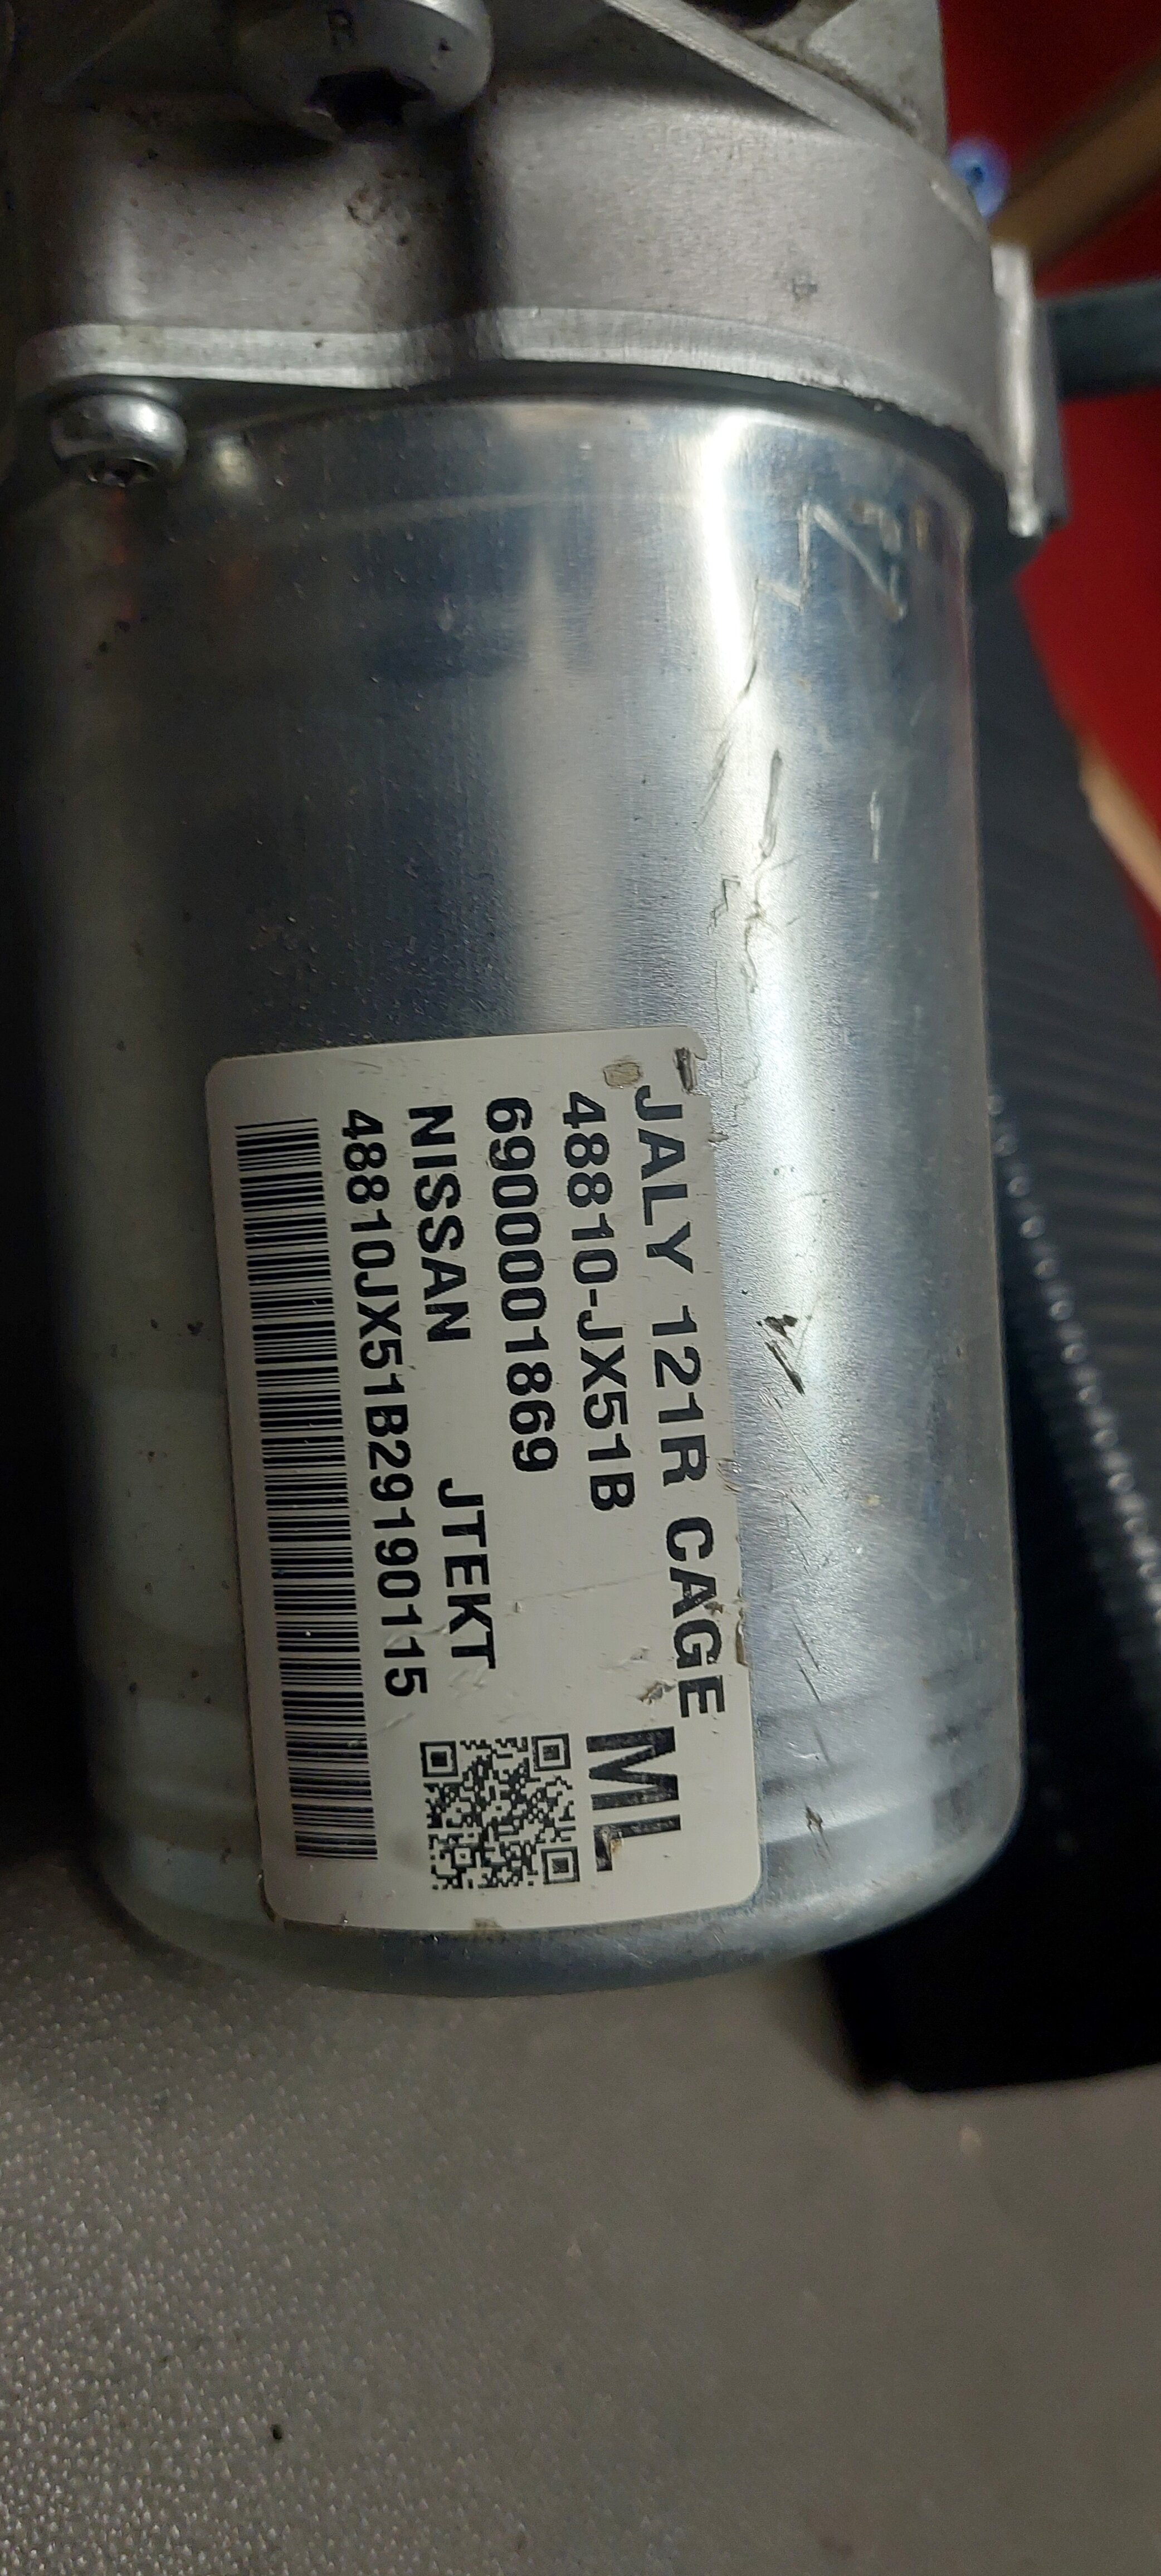 JALY 121R CAGE
48810-JX51B
6900001869
ML
NISSAN JTEKT
48810JX51B29190115